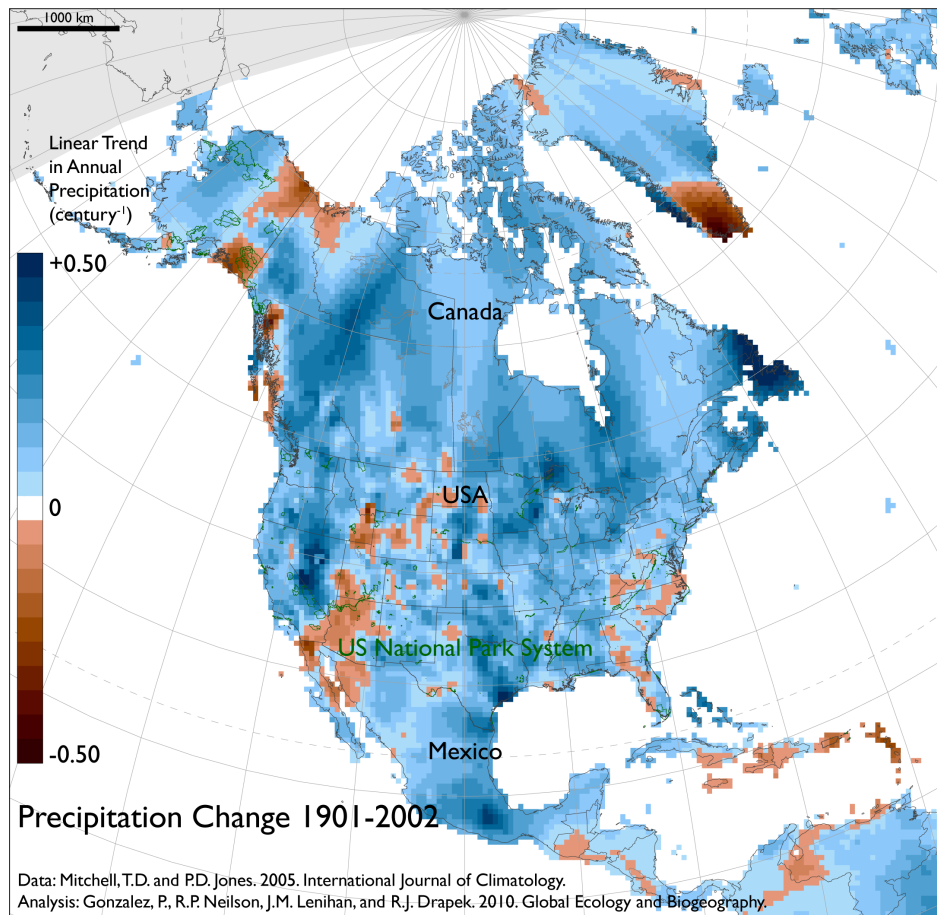 1000 km
Linear Trend
in Annual
Precipitation
(century⁻¹)
+0.50
0
-0.50
Canada
USA
US National Park System
Mexico
Precipitation Change 1901-2002
Data: Mitchell, T.D. and P.D. Jones. 2005. International Journal of Climatology.
Analysis: Gonzalez, P., R.P. Neilson, J.M. Lenihan, and R.J. Drapek. 2010. Global Ecology and Biogeography.